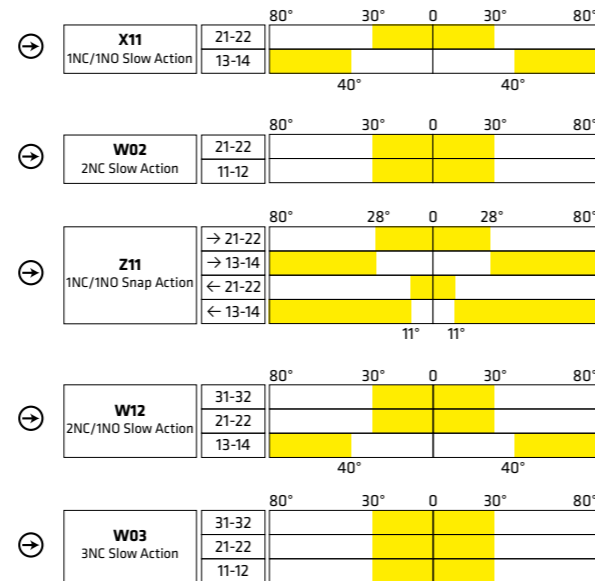 80° 30° 0 30° 80°
X11
1NC/1NO Slow Action
21-22
13-14
40° 40°
80° 30° 0 30° 80°
W02
2NC Slow Action
21-22
11-12
80° 28° 0 28° 80°
Z11
1NC/1NO Snap Action
→ 21-22
→ 13-14
← 21-22
← 13-14
11° 11°
80° 30° 0 30° 80°
W12
2NC/1NO Slow Action
31-32
21-22
13-14
40° 40°
80° 30° 0 30° 80°
W03
3NC Slow Action
31-32
21-22
11-12